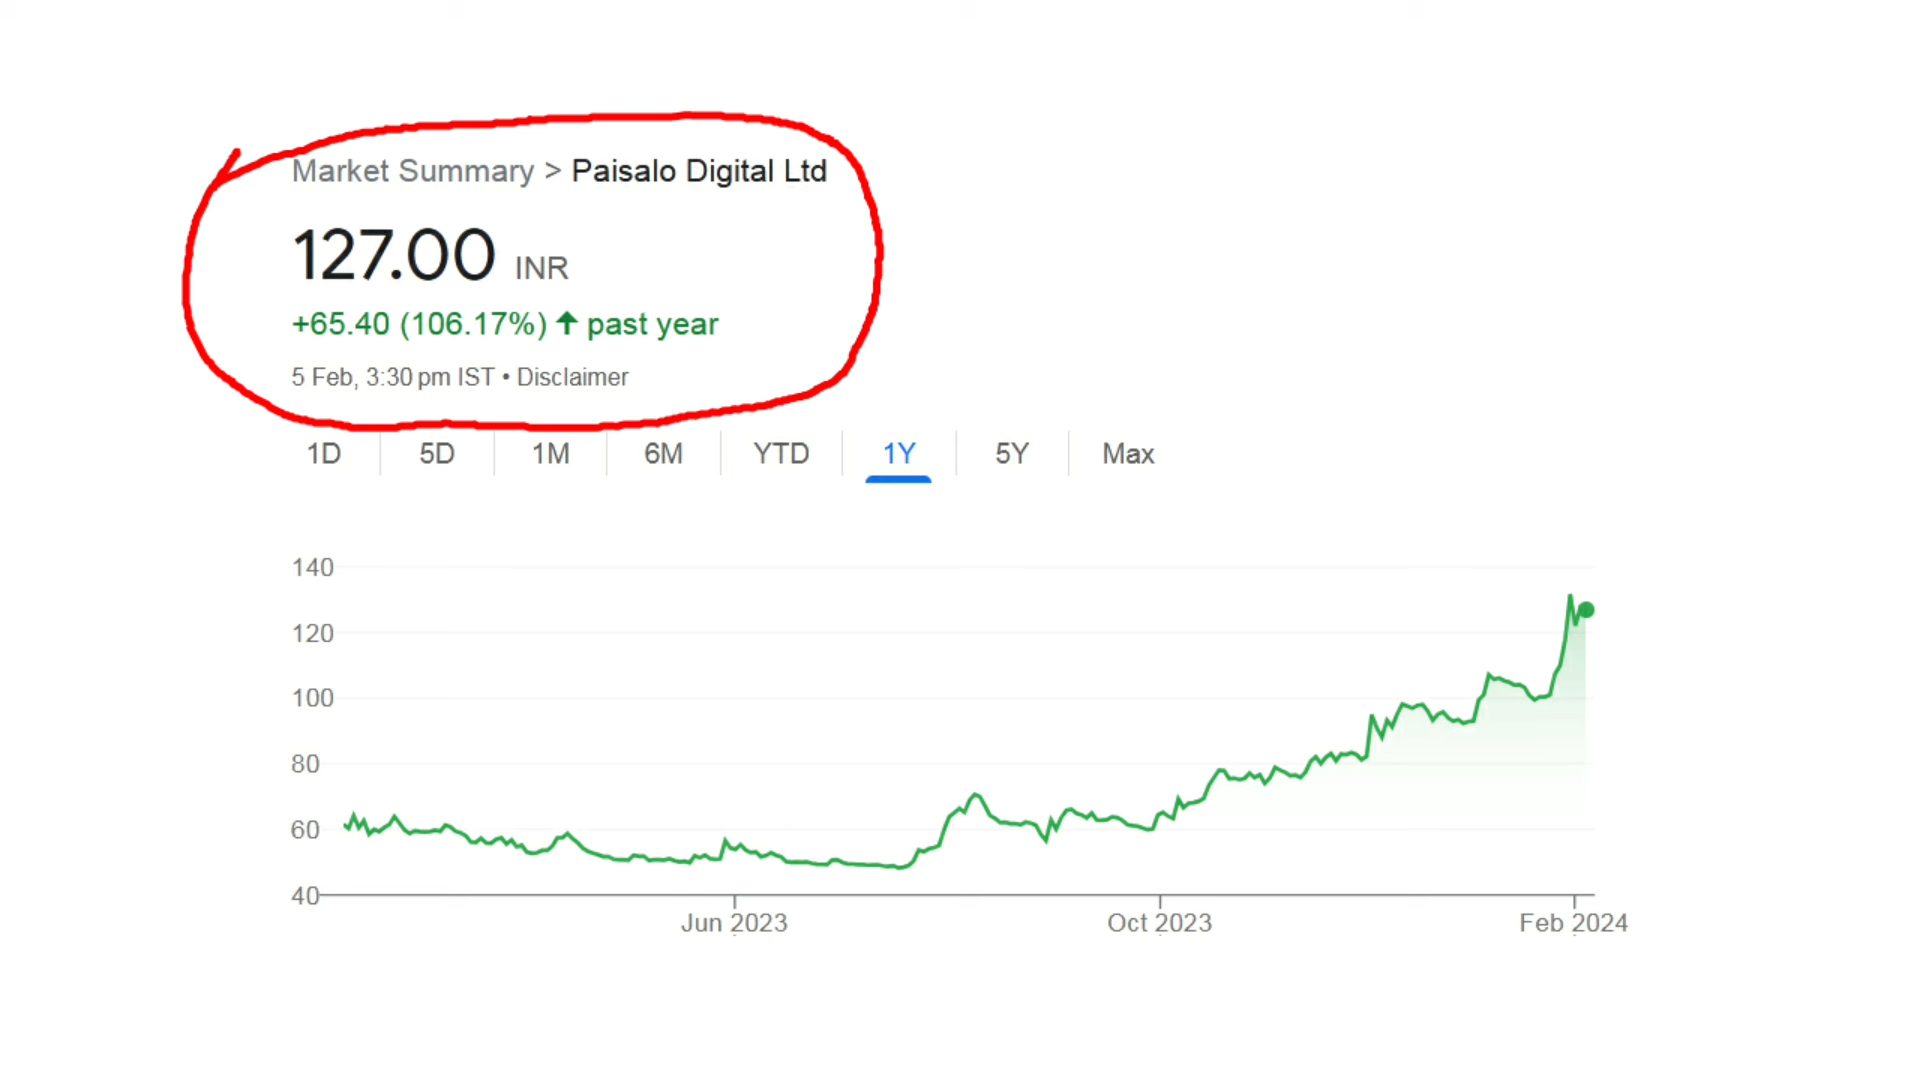 Market Summary > Paisalo Digital Ltd
127.00 INR
+65.40 (106.17%) ↑ past year
5 Feb, 3:30 pm IST • Disclaimer
1D 5D 1M 6M YTD 1Y 5Y Max
140
120
100
80
60
40
Jun 2023 Oct 2023 Feb 2024